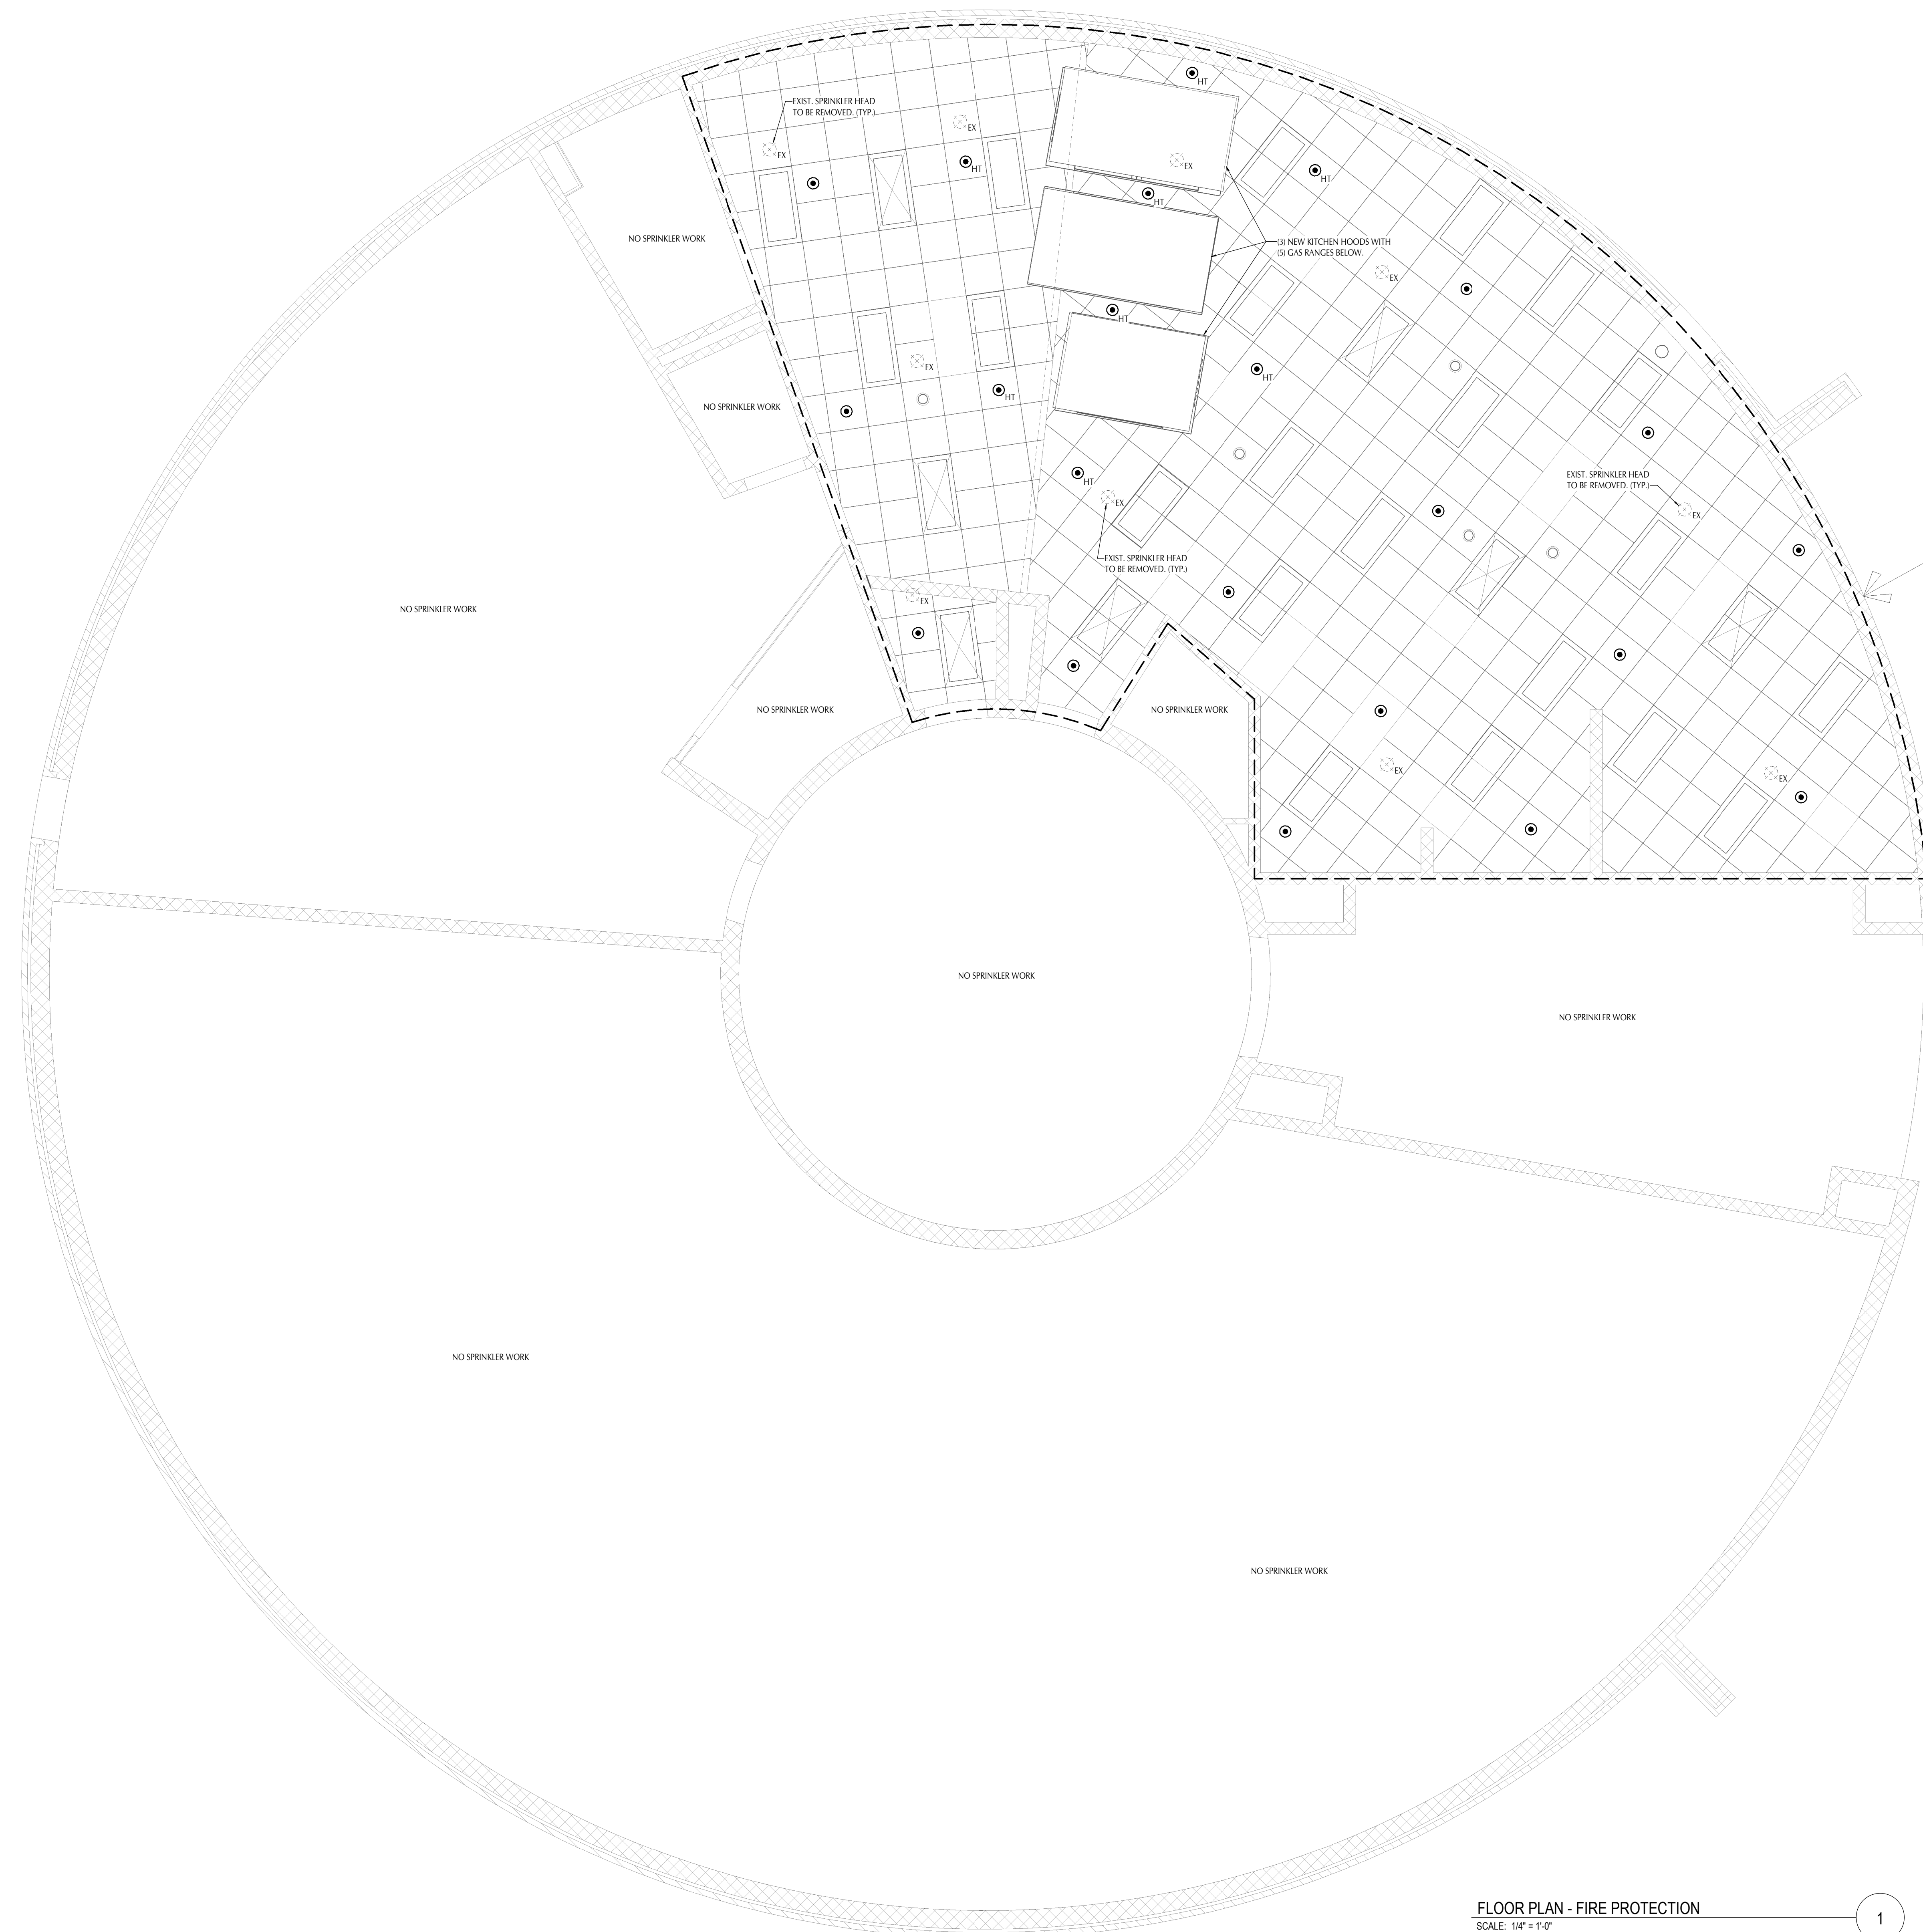 HT
EXIST. SPRINKLER HEAD
TO BE REMOVED. (TYP.)
EX
EX
EX
HT
HT
HT
NO SPRINKLER WORK
(3) NEW KITCHEN HOODS WITH
(5) GAS RANGES BELOW.
EX
HT
EX
HT
HT
NO SPRINKLER WORK
HT
EXIST. SPRINKLER HEAD
TO BE REMOVED. (TYP.)
EX
EX
EXIST. SPRINKLER HEAD
TO BE REMOVED. (TYP.)
EX
NO SPRINKLER WORK
NO SPRINKLER WORK
NO SPRINKLER WORK
EX
EX
NO SPRINKLER WORK
NO SPRINKLER WORK
NO SPRINKLER WORK
NO SPRINKLER WORK
FLOOR PLAN - FIRE PROTECTION
SCALE: 1/4" = 1'-0"
1